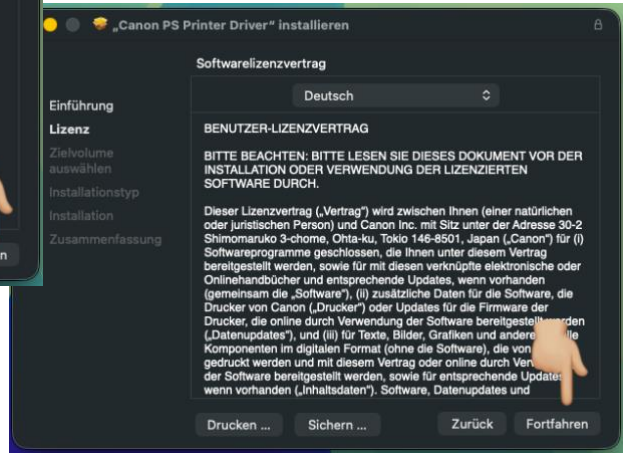 „Canon PS Printer Driver“ installieren
Softwarelizenzvertrag
Deutsch
Einführung
Lizenz
Zielvolume
auswählen
Installationstyp
Installation
Zusammenfassung
BENUTZER-LIZENZVERTRAG
BITTE BEACHTEN: BITTE LESEN SIE DIESES DOKUMENT VOR DER
INSTALLATION ODER VERWENDUNG DER LIZENZIERTEN
SOFTWARE DURCH.
Dieser Lizenzvertrag („Vertrag“) wird zwischen Ihnen (einer natürlichen
oder juristischen Person) und Canon Inc. mit Sitz unter der Adresse 30-2
Shimomaruko 3-chome, Ohta-ku, Tokio 146-8501, Japan („Canon“) für (i)
Softwareprogramme geschlossen, die Ihnen unter diesem Vertrag
bereitgestellt werden, sowie für mit diesen verknüpfte elektronische oder
Onlinehandbücher und entsprechende Updates, wenn vorhanden
(gemeinsam die „Software“), (ii) zusätzliche Daten für die Software, die
Drucker von Canon („Drucker“) oder Updates für die Firmware der
Drucker, die online durch Verwendung der Software bereitgestellt werden
(„Datenupdates“), und (iii) für Texte, Bilder, Grafiken und andere
Komponenten im digitalen Format (ohne die Software), die von
gedruckt werden und mit diesem Vertrag oder online durch
der Software bereitgestellt werden, sowie für entsprechende Updates,
wenn vorhanden („Inhaltsdaten“). Software, Datenupdates und
n
Drucken ...
Sichern ...
Zurück
Fortfahren